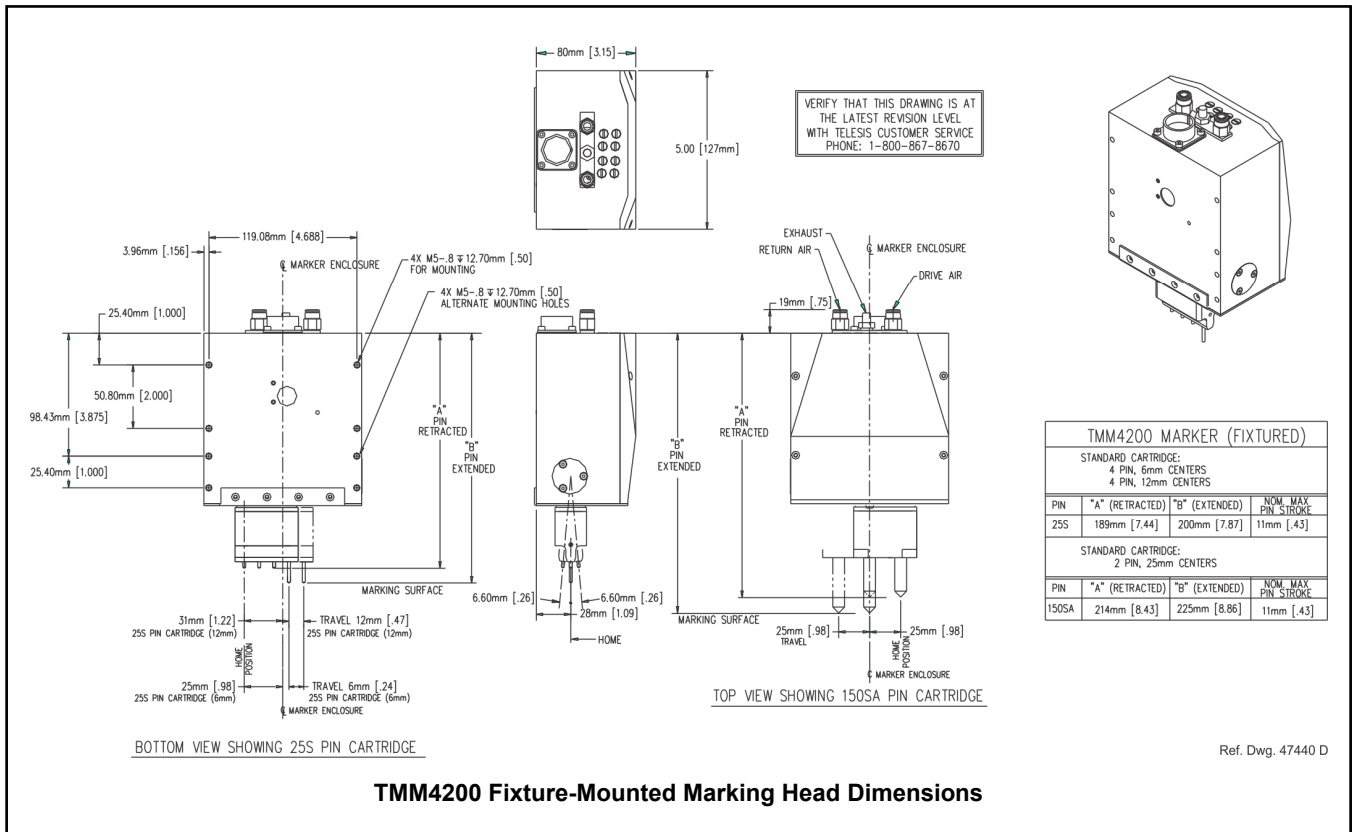 80mm [3.15]
5.00 [127mm]
VERIFY THAT THIS DRAWING IS AT
THE LATEST REVISION LEVEL
WITH TELESIS CUSTOMER SERVICE
PHONE: 1-800-867-8670
119.08mm [4.688]
3.96mm [.156]
℄ MARKER ENCLOSURE
4X M5-.8 ↧ 12.70mm [.50]
FOR MOUNTING
4X M5-.8 ↧ 12.70mm [.50]
ALTERNATE MOUNTING HOLES
25.40mm [1.000]
50.80mm [2.000]
98.43mm [3.875]
25.40mm [1.000]
"A"
PIN
RETRACTED
"B"
PIN
EXTENDED
MARKING SURFACE
31mm [1.22]
25S PIN CARTRIDGE (12mm)
TRAVEL 12mm [.47]
25S PIN CARTRIDGE (12mm)
HOME
POSITION
25mm [.98]
25S PIN CARTRIDGE (6mm)
TRAVEL 6mm [.24]
25S PIN CARTRIDGE (6mm)
℄ MARKER ENCLOSURE
BOTTOM VIEW SHOWING 25S PIN CARTRIDGE
6.60mm [.26]
6.60mm [.26]
28mm [1.09]
HOME
EXHAUST
RETURN AIR
℄ MARKER ENCLOSURE
DRIVE AIR
19mm [.75]
"B"
PIN
EXTENDED
"A"
PIN
RETRACTED
MARKING SURFACE
25mm [.98]
TRAVEL
25mm [.98]
HOME
POSITION
℄ MARKER ENCLOSURE
TOP VIEW SHOWING 150SA PIN CARTRIDGE
TMM4200 MARKER (FIXTURED)
STANDARD CARTRIDGE:
4 PIN, 6mm CENTERS
4 PIN, 12mm CENTERS
PIN "A" (RETRACTED) "B" (EXTENDED) NOM. MAX. PIN STROKE
25S 189mm [7.44] 200mm [7.87] 11mm [.43]
STANDARD CARTRIDGE:
2 PIN, 25mm CENTERS
PIN "A" (RETRACTED) "B" (EXTENDED) NOM. MAX. PIN STROKE
150SA 214mm [8.43] 225mm [8.86] 11mm [.43]
Ref. Dwg. 47440 D
TMM4200 Fixture-Mounted Marking Head Dimensions